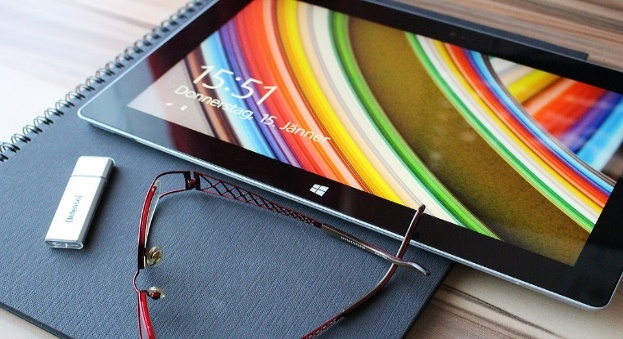 15:51
Donnerstag, 15. Jänner
(intenso)